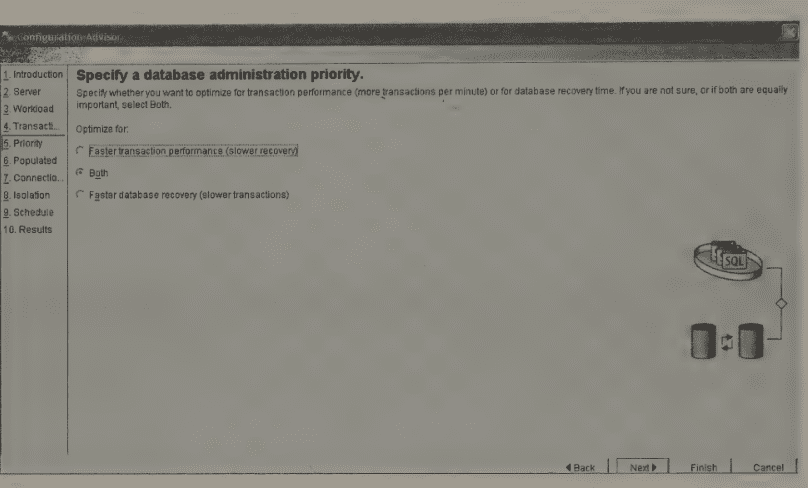 Configuration Advisor
1. Introduction
2. Server
3. Workload
4. Transacti...
5. Priority
6. Populated
7. Connectio...
8. Isolation
9. Schedule
10. Results
Specify a database administration priority.
Specify whether you want to optimize for transaction performance (more transactions per minute) or for database recovery time. If you are not sure, or if both are equally
important, select Both.
Optimize for:
Faster transaction performance (slower recovery)
Both
Faster database recovery (slower transactions)
SQL
Back
Next
Finish
Cancel